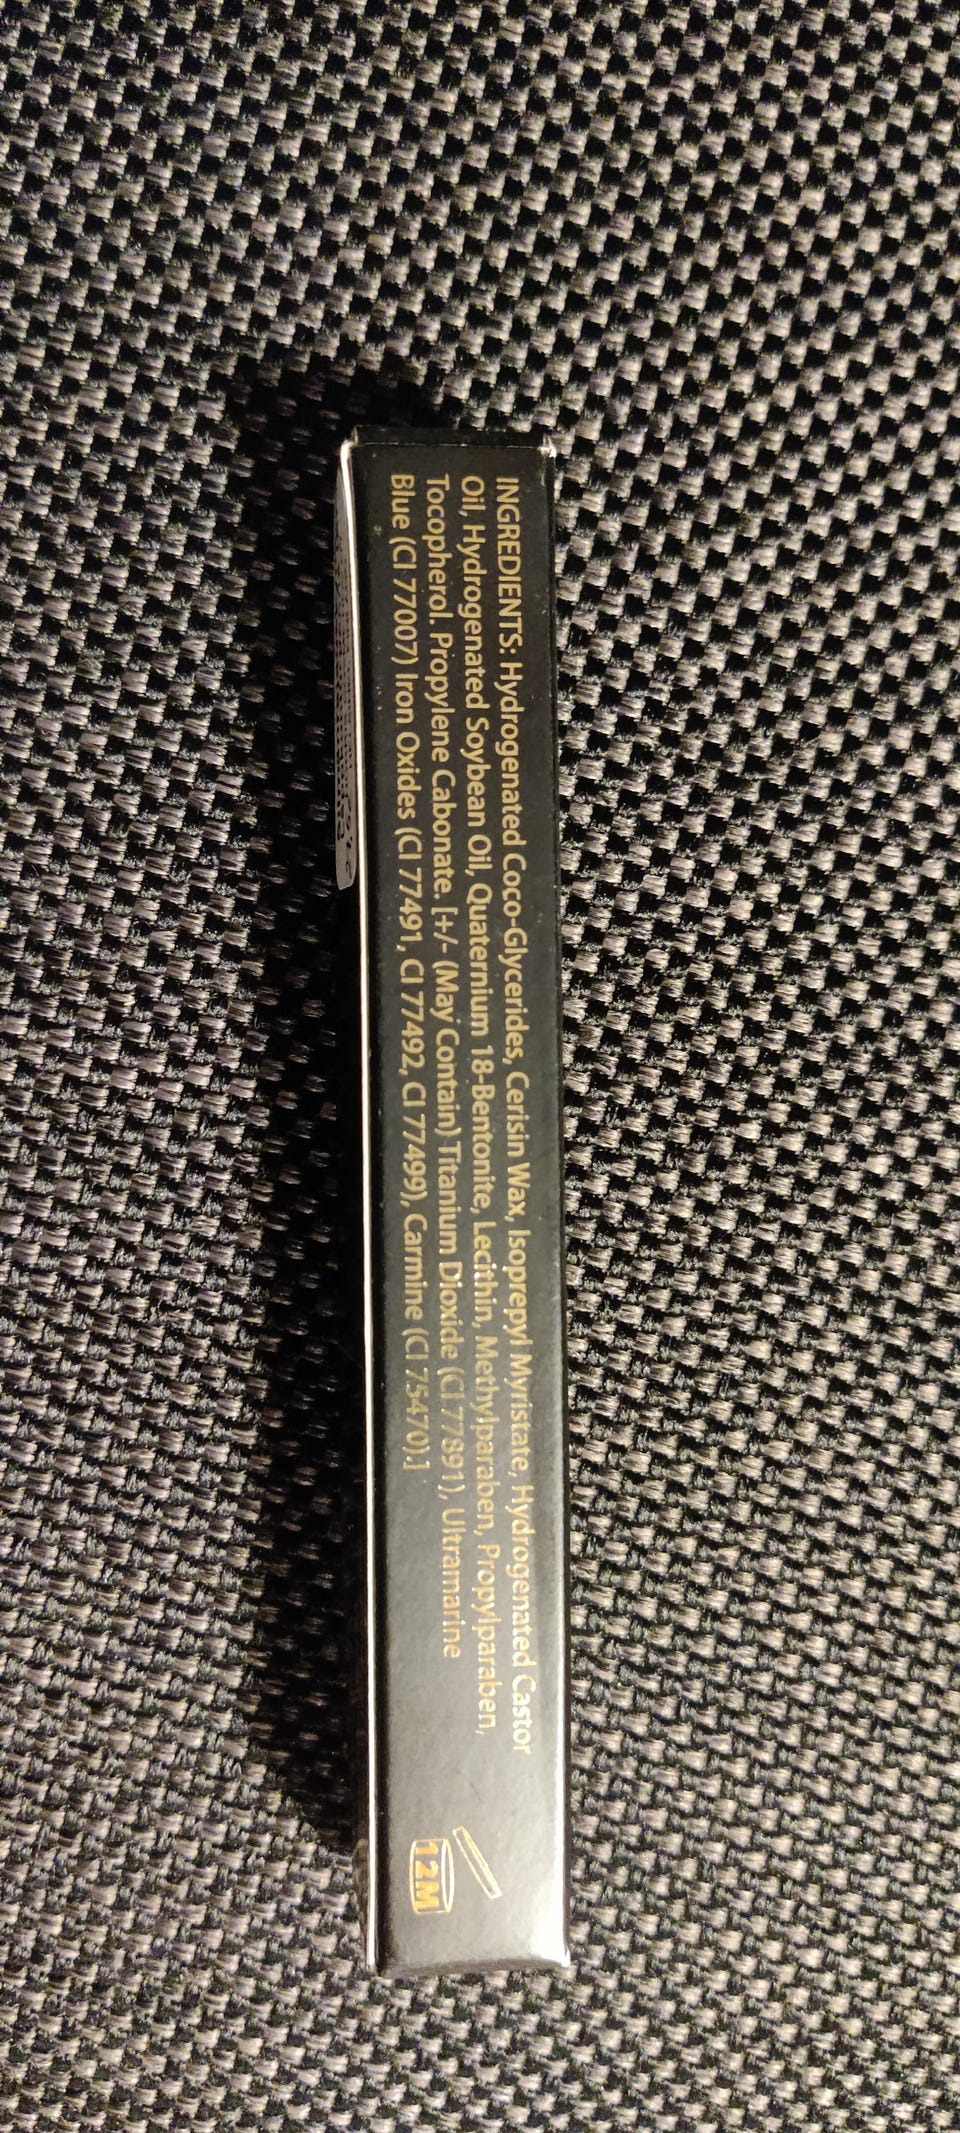 INGREDIENTS: Hydrogenated Coco-Glycerides, Cerisin Wax, Isoprepyl Myristate, Hydrogenated Castor
Oil, Hydrogenated Soybean Oil, Quaternium 18-Bentonite, Lecithin, Methylparaben, Propylparaben,
Tocopherol. Propylene Cabonate. [+/- (May Contain) Titanium Dioxide (CI 77891), Ultramarine
Blue (CI 77007) Iron Oxides (CI 77491, CI 77492, CI 77499), Carmine (CI 75470).]
12M